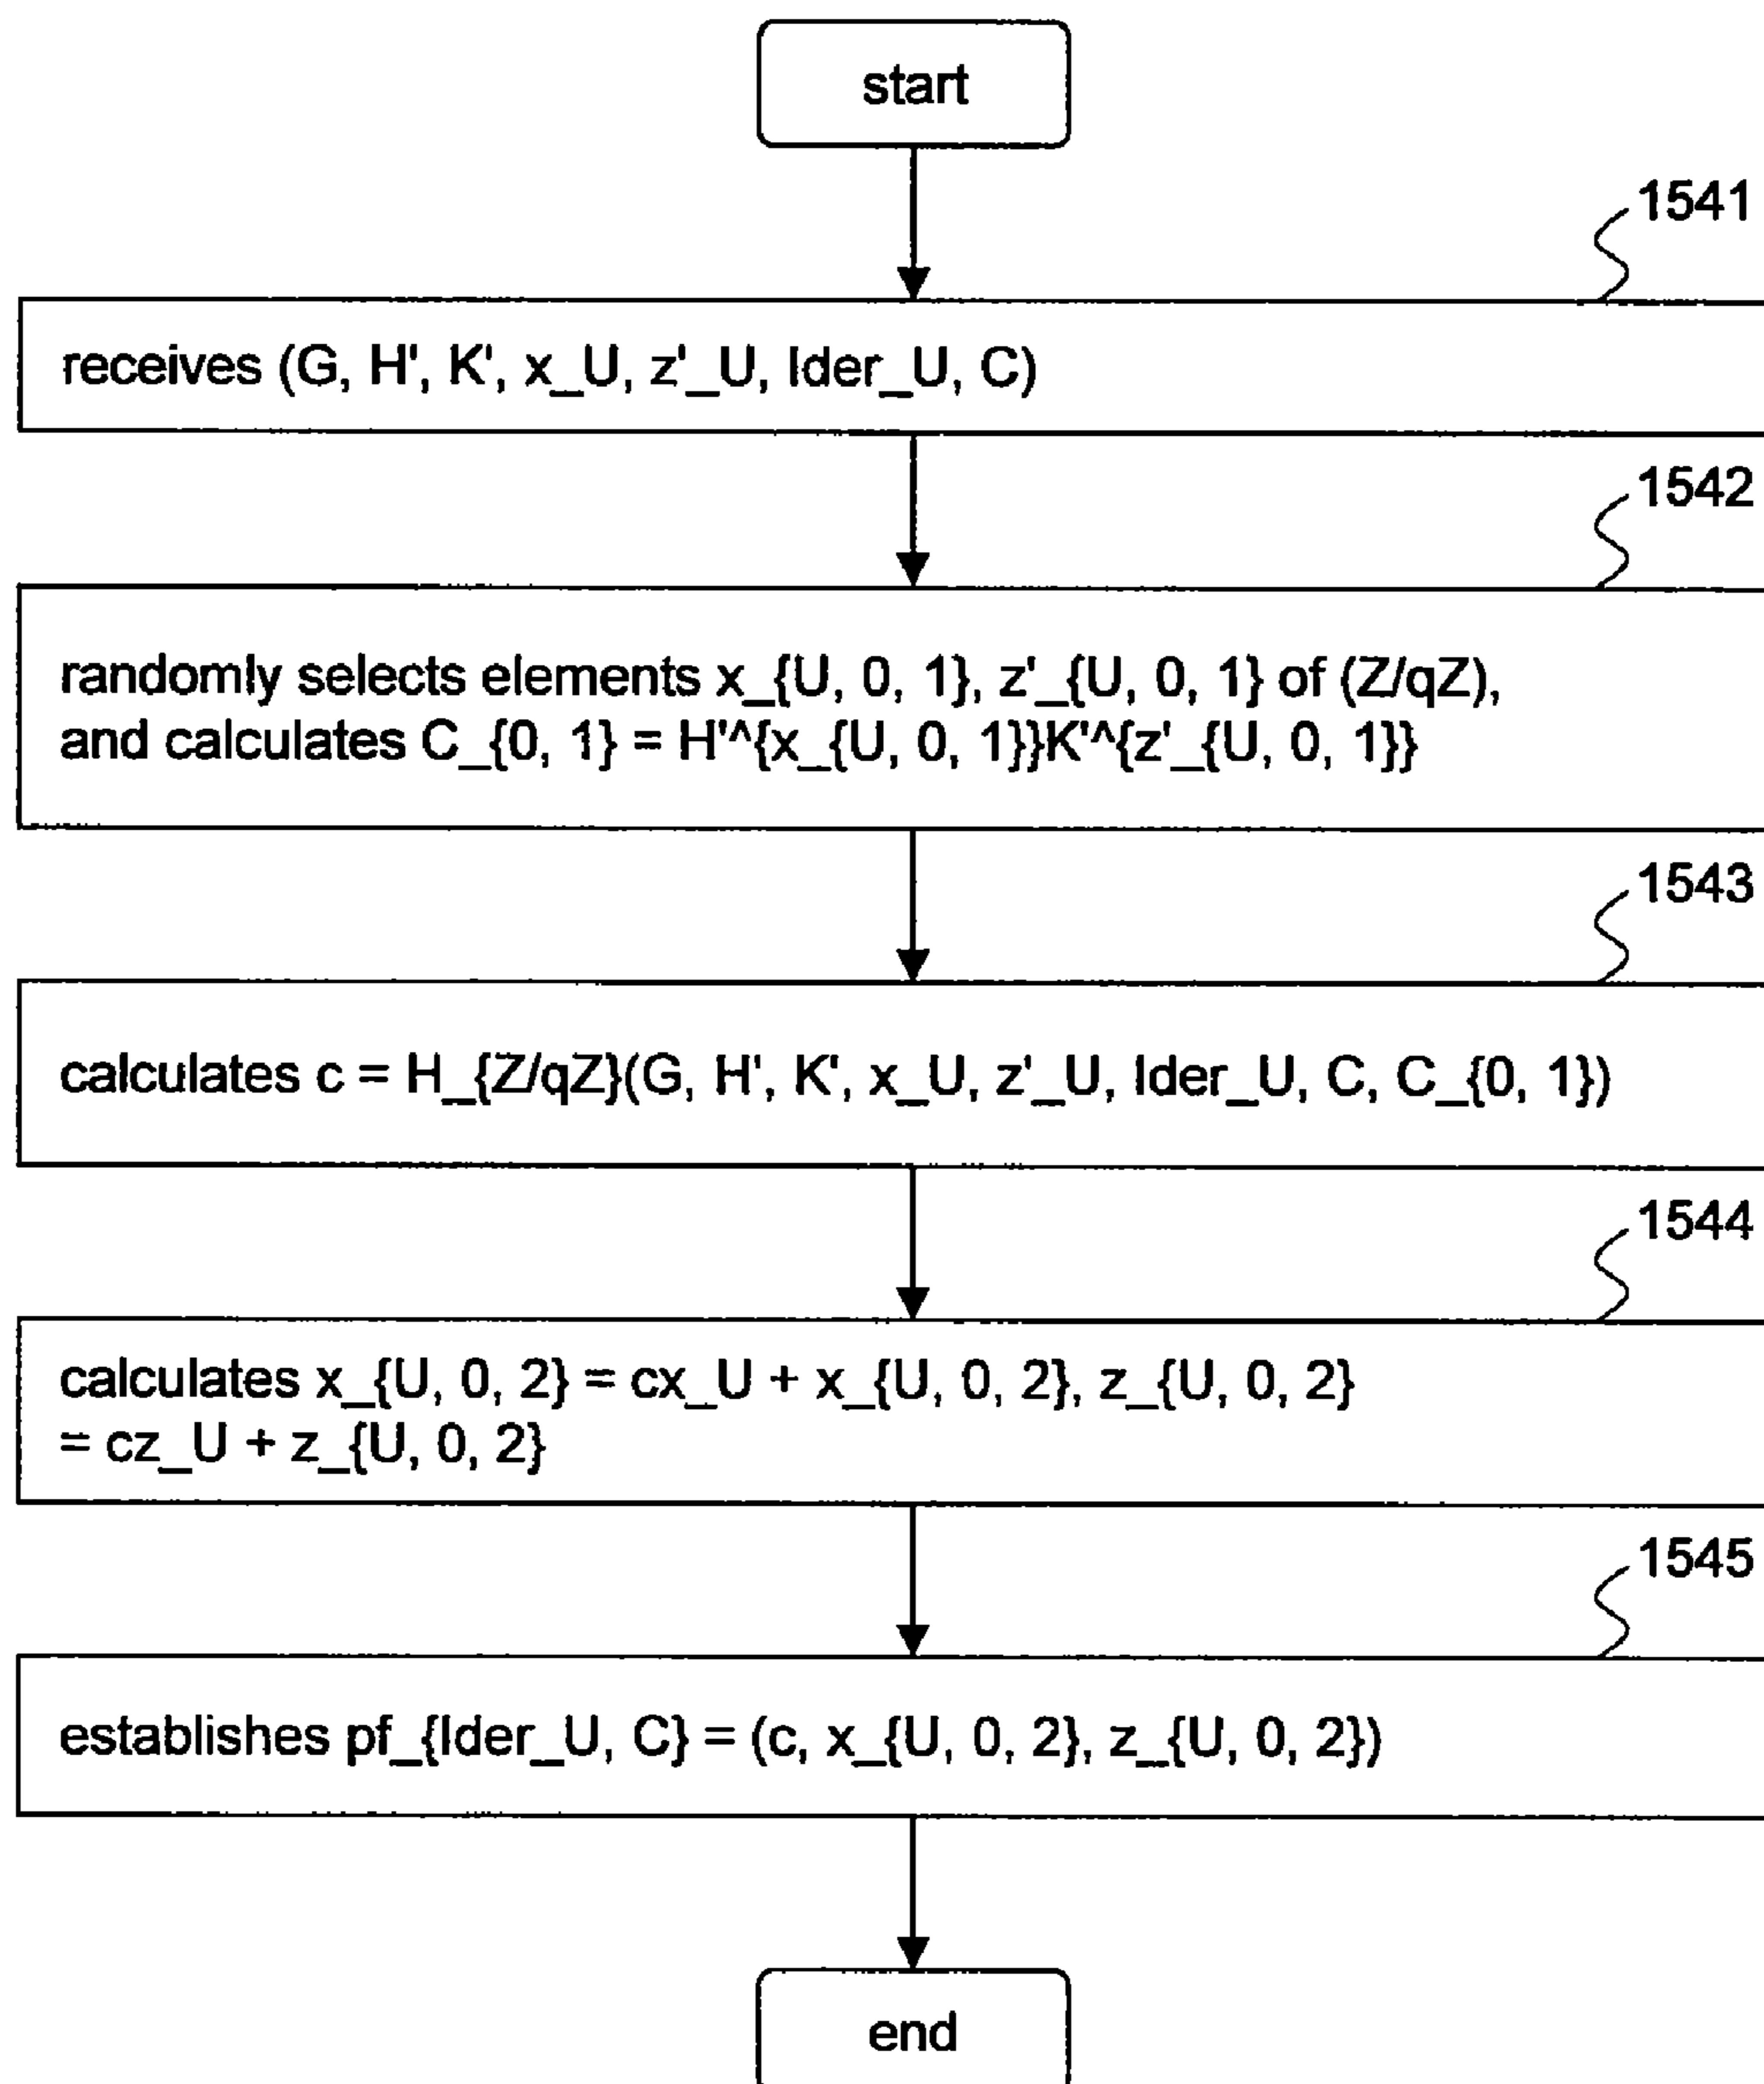 start
1541
receives (G, H', K', x_U, z'_U, Ider_U, C)
1542
randomly selects elements x_{U, 0, 1}, z'_{U, 0, 1} of (Z/qZ),
and calculates C_{0, 1} = H'^{x_{U, 0, 1}}K'^{z'_{U, 0, 1}}
1543
calculates c = H_{Z/qZ}(G, H', K', x_U, z'_U, Ider_U, C, C_{0, 1})
1544
calculates x_{U, 0, 2} = cx_U + x_{U, 0, 2}, z_{U, 0, 2}
= cz_U + z_{U, 0, 2}
1545
establishes pf_{Ider_U, C} = (c, x_{U, 0, 2}, z_{U, 0, 2})
end